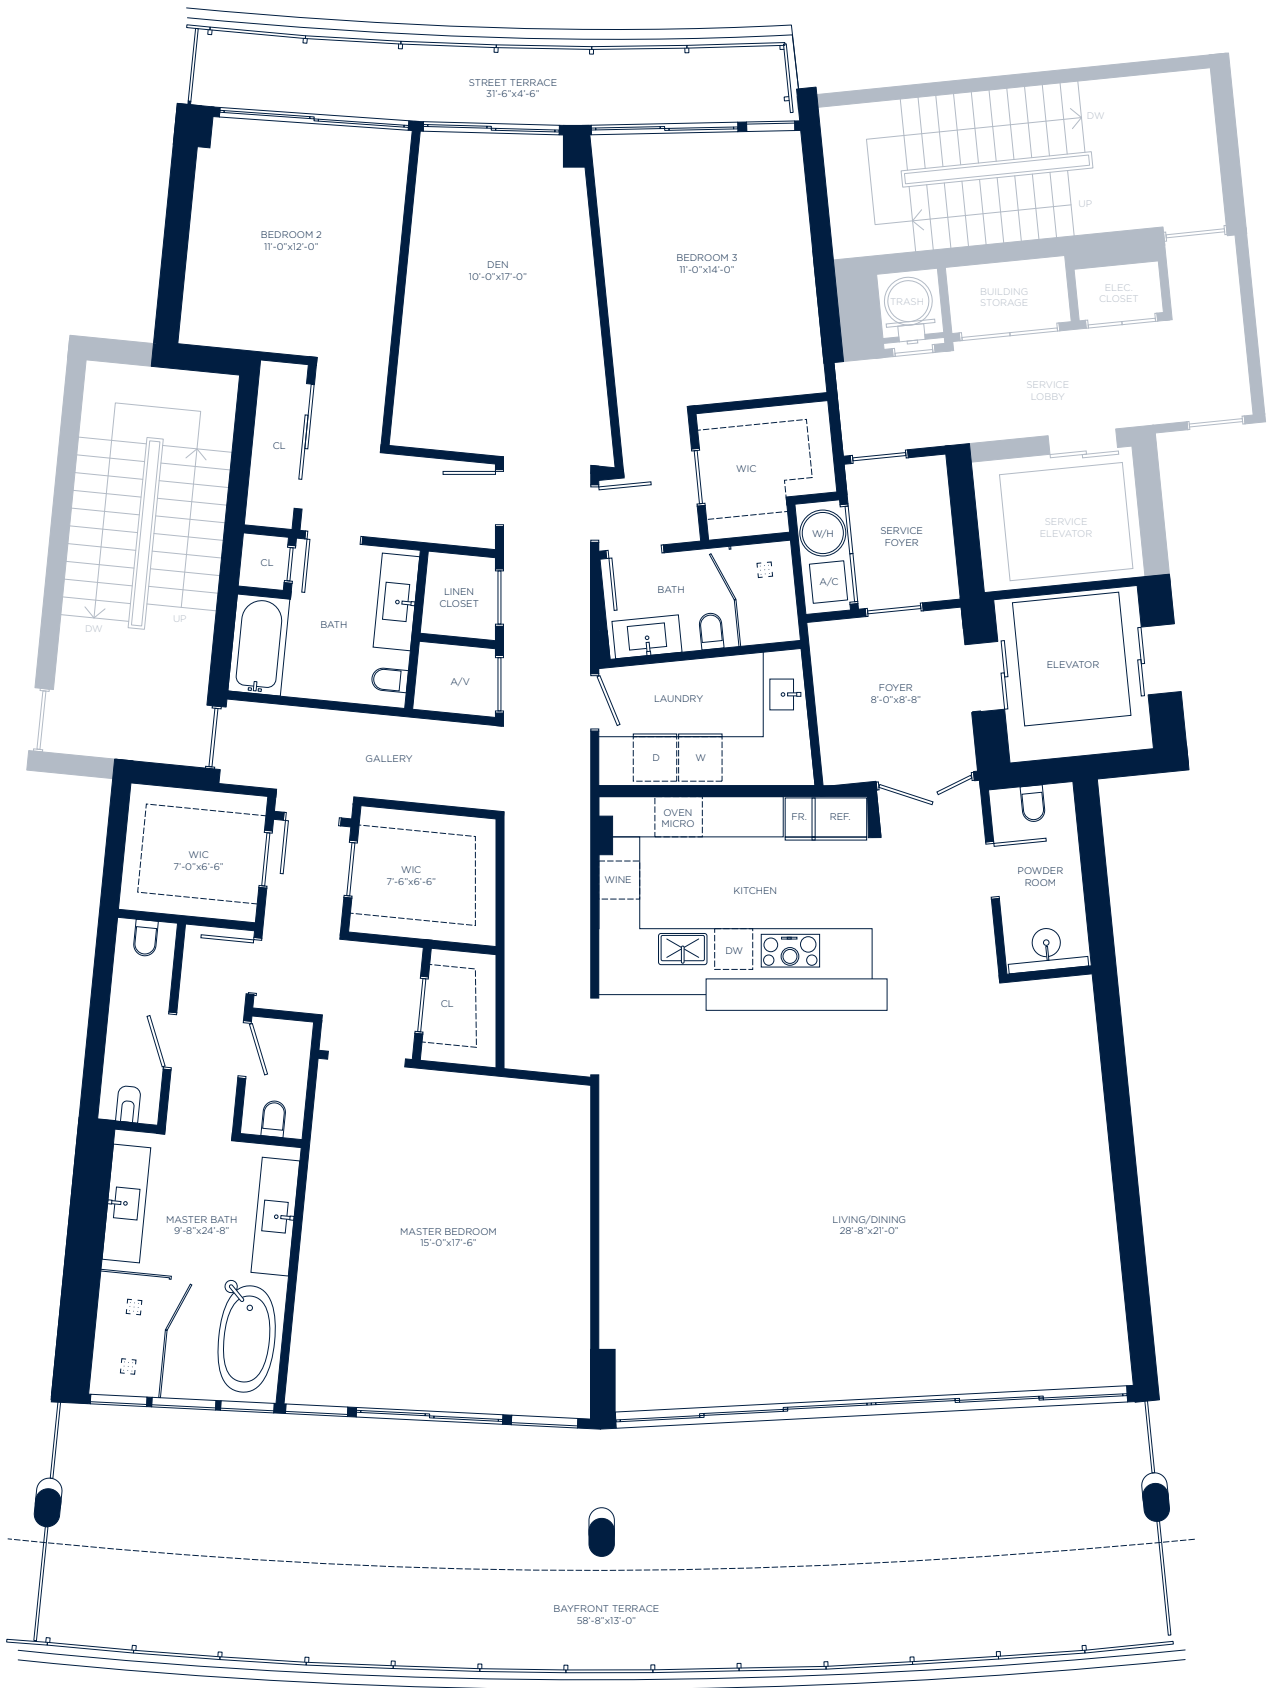 STREET TERRACE
31'-6"x4'-6"
DW
UP
BEDROOM 2
11'-0"x12'-0"
DEN
10'-0"x17'-0"
BEDROOM 3
11'-0"x14'-0"
TRASH
BUILDING
STORAGE
ELEC.
CLOSET
SERVICE
LOBBY
CL
WIC
W/H
A/C
SERVICE
FOYER
SERVICE
ELEVATOR
CL
LINEN
CLOSET
BATH
DW
UP
BATH
A/V
LAUNDRY
FOYER
8'-0"x8'-8"
ELEVATOR
GALLERY
D
W
OVEN
MICRO
FR.
REF.
WIC
7'-0"x6'-6"
WIC
7'-6"x6'-6"
WINE
KITCHEN
POWDER
ROOM
DW
CL
MASTER BATH
9'-8"x24'-8"
MASTER BEDROOM
15'-0"x17'-6"
LIVING/DINING
28'-8"x21'-0"
BAYFRONT TERRACE
58'-8"x13'-0"